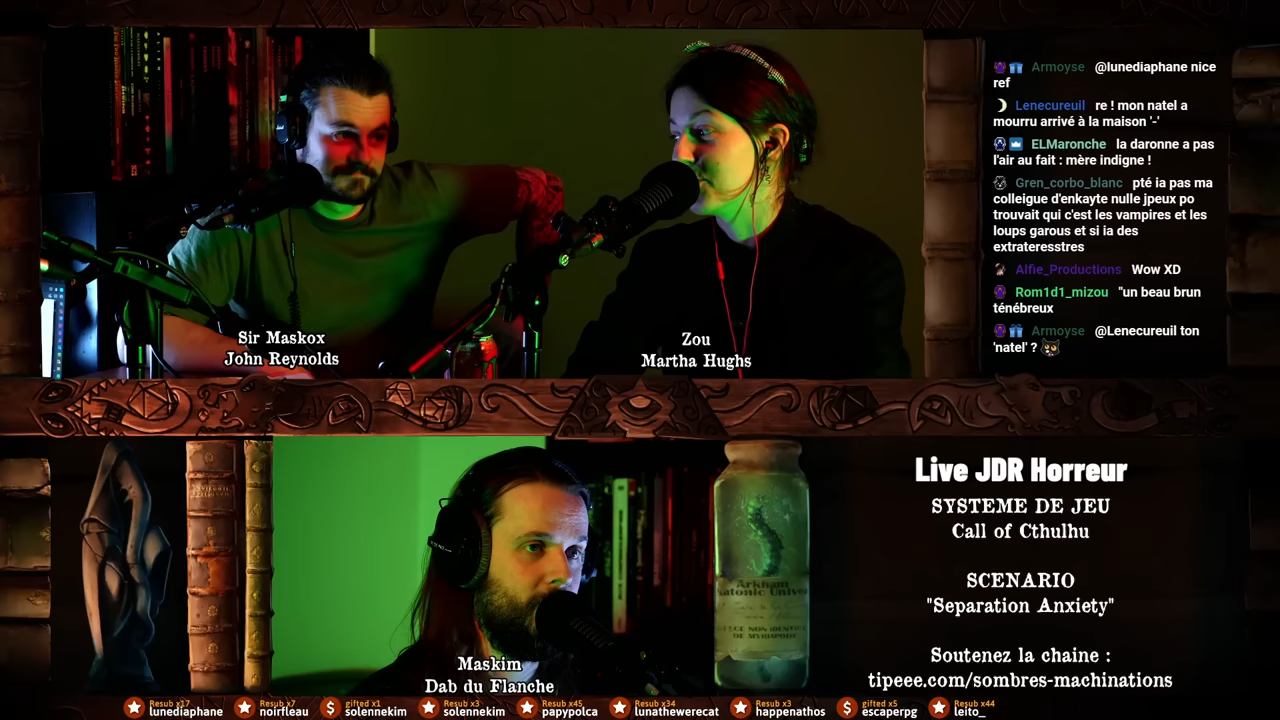 Armoyse @lunediaphane nice
ref
Lenecureuil re ! mon natel a
mourru arrivé à la maison '-'
ELMaronche la daronne a pas
l'air au fait : mère indigne !
Gren_corbo_blanc pté ia pas ma
colleigue d'enkayte nulle jpeux po
trouvait qui c'est les vampires et les
loups garous et si ia des
extrateresstres
Alfie_Productions Wow XD
Rom1d1_mizou "un beau brun
ténébreux
Armoyse @Lenecureuil ton
'natel' ?
Sir Maskox
John Reynolds
Zou
Martha Hughs
Maskim
Dab du Flanche
Arkham
DE MYRIAPODE
Live JDR Horreur
SYSTEME DE JEU
Call of Cthulhu
SCENARIO
"Separation Anxiety"
Soutenez la chaine :
tipeee.com/sombres-machinations
Resub x17
lunediaphane
Resub x7
noirfleau
gifted x1
solennekim
Resub x3
solennekim
Resub x45
papypolca
Resub x34
lunathewerecat
Resub x3
happenathos
gifted x5
escaperpg
Resub x44
leito_